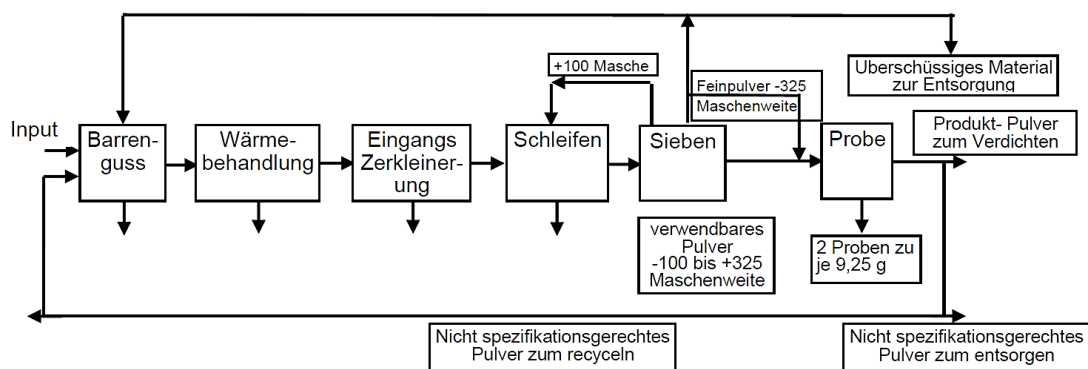 +100 Masche
Feinpulver -325
Maschenweite
Uberschüssiges Material
zur Entsorgung
Input
Barren-
guss
Wärme-
behandlung
Eingangs
Zerkleiner-
ung
Schleifen
Sieben
Probe
Produkt- Pulver
zum Verdichten
verwendbares
Pulver
-100 bis +325
Maschenweite
2 Proben zu
je 9,25 g
Nicht spezifikationsgerechtes
Pulver zum recyceln
Nicht spezifikationsgerechtes
Pulver zum entsorgen